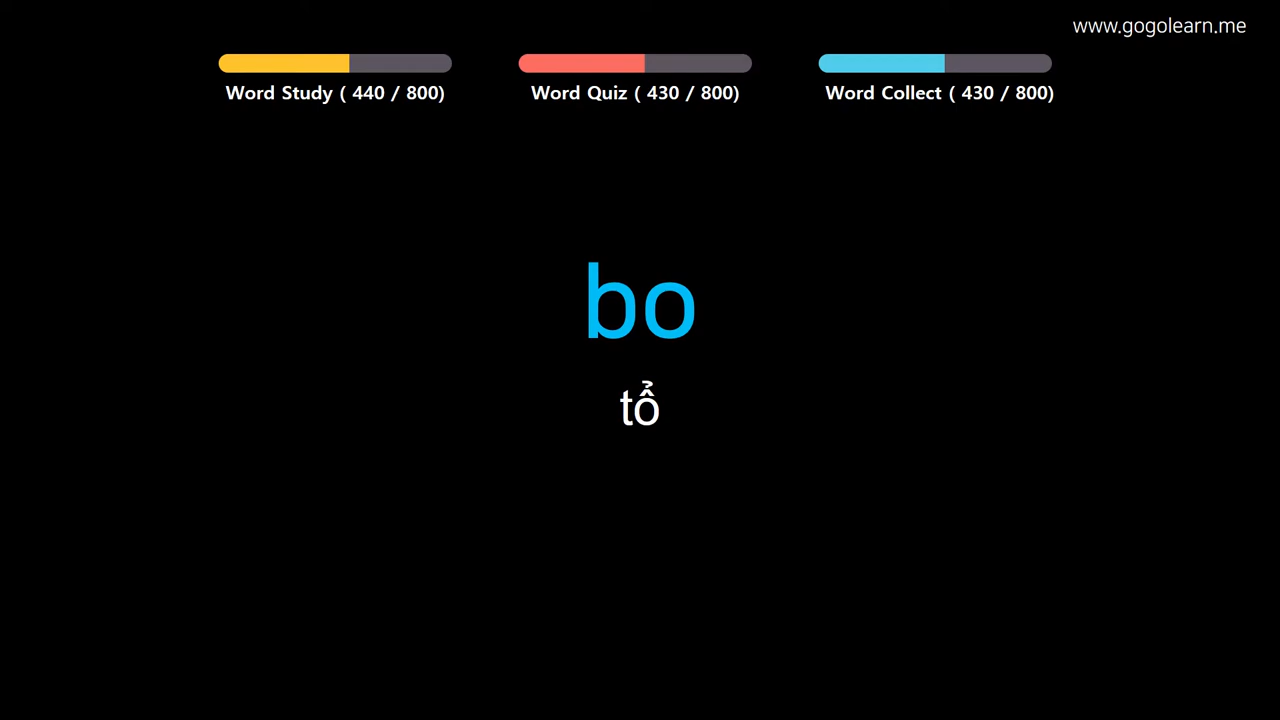 www.gogolearn.me
Word Study ( 440 / 800)
Word Quiz ( 430 / 800)
Word Collect ( 430 / 800)
bo
tổ